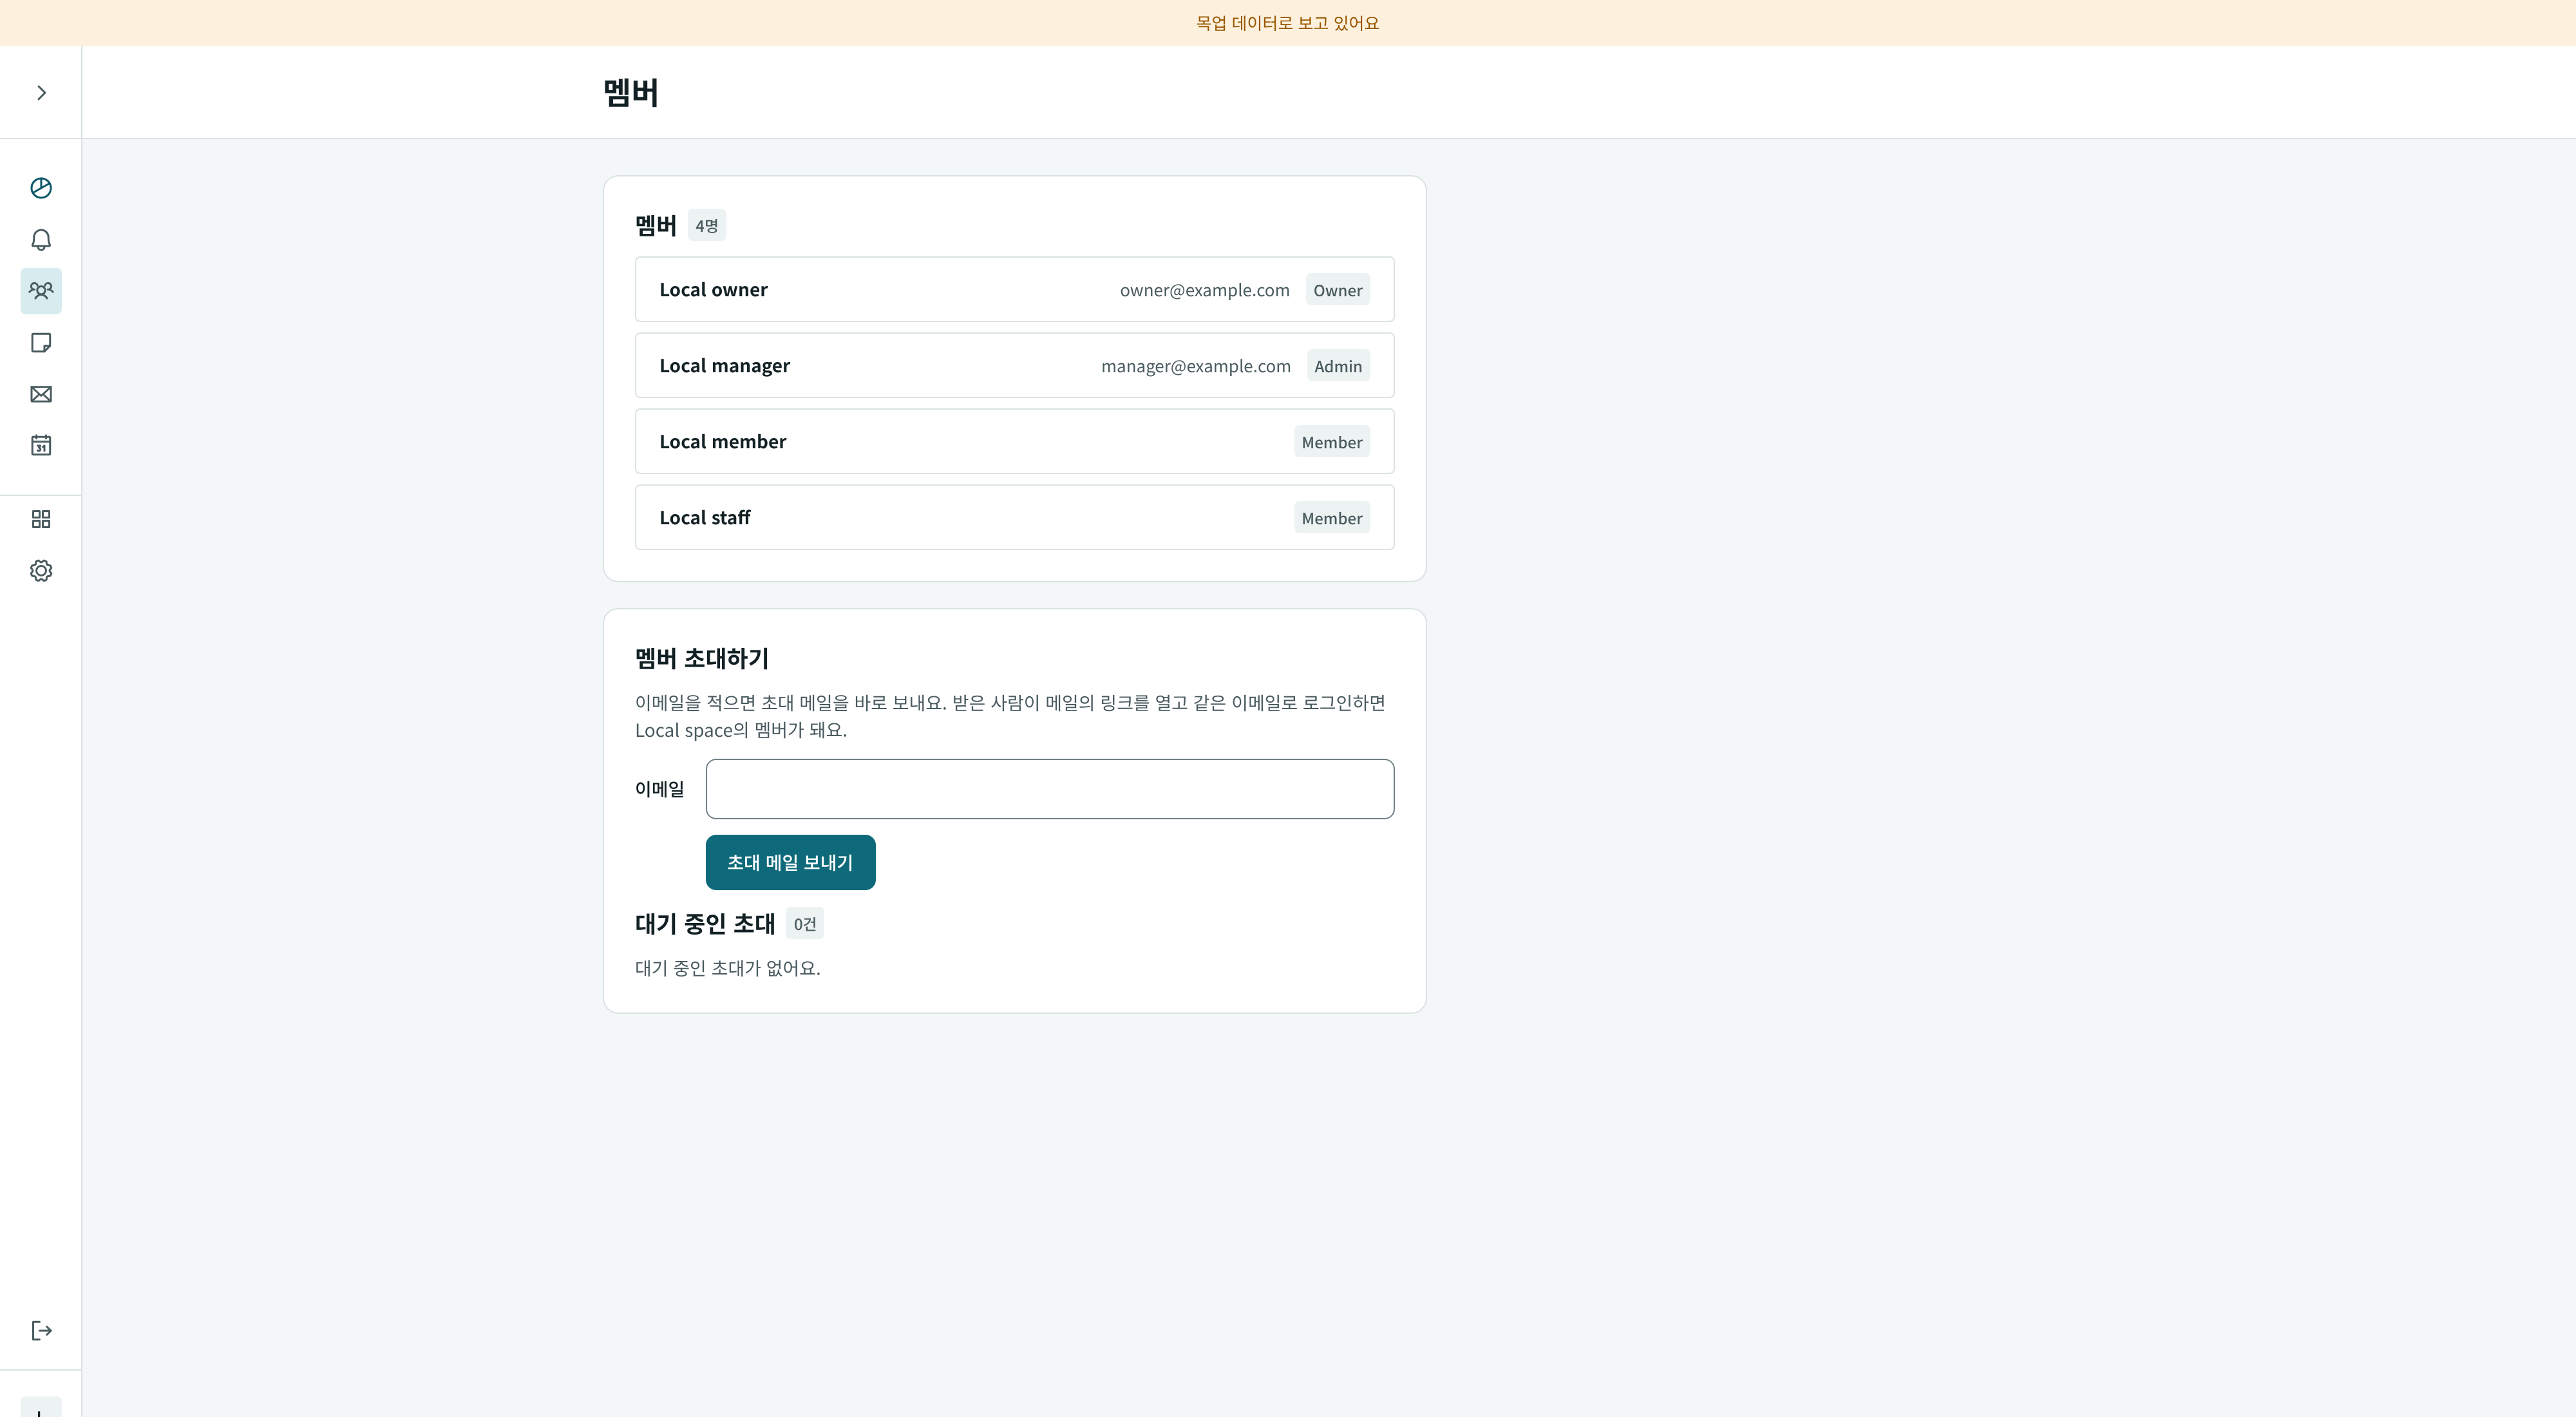 목업 데이터로 보고 있어요
멤버
멤버 4명
Local owner owner@example.com Owner
Local manager manager@example.com Admin
Local member Member
Local staff Member
31
멤버 초대하기
이메일을 적으면 초대 메일을 바로 보내요. 받은 사람이 메일의 링크를 열고 같은 이메일로 로그인하면
Local space의 멤버가 돼요.
이메일
초대 메일 보내기
대기 중인 초대 0건
대기 중인 초대가 없어요.